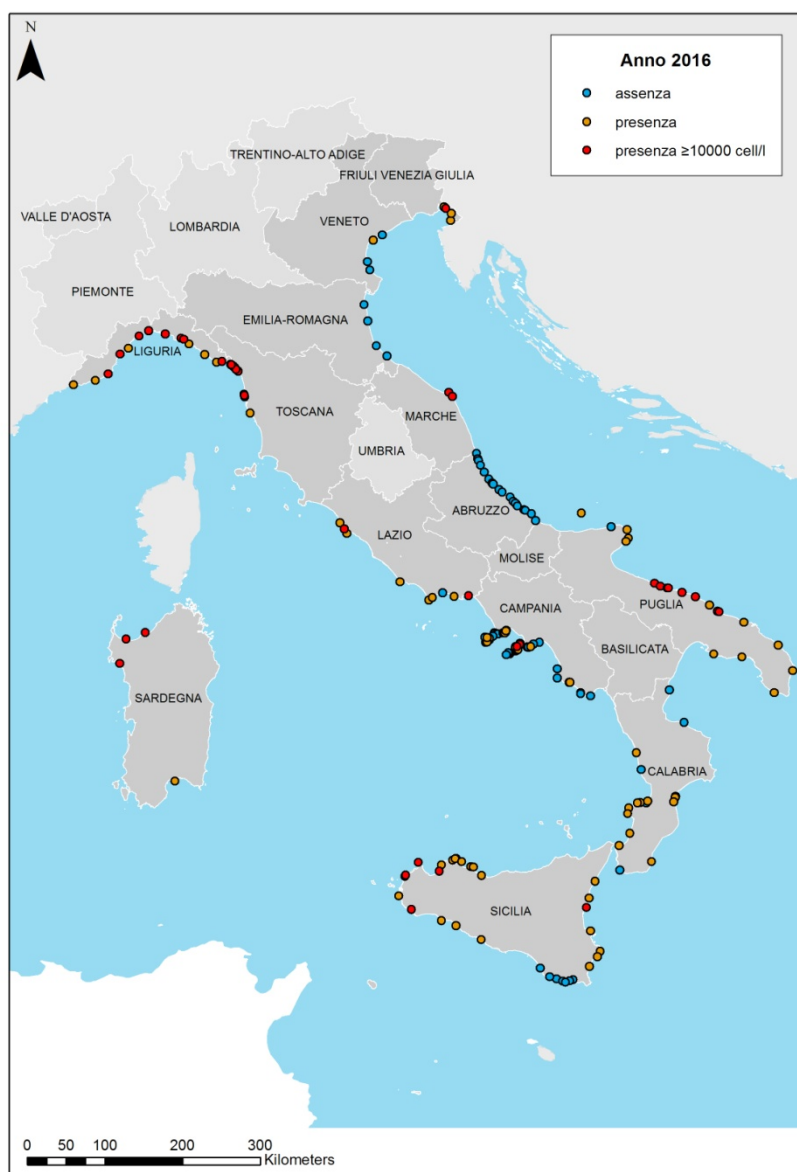 N
Anno 2016
assenza
presenza
presenza ≥10000 cell/l
TRENTINO-ALTO ADIGE
FRIULI VENEZIA GIULIA
VALLE D'AOSTA
LOMBARDIA
VENETO
PIEMONTE
EMILIA-ROMAGNA
LIGURIA
TOSCANA
MARCHE
UMBRIA
ABRUZZO
LAZIO
MOLISE
CAMPANIA
PUGLIA
BASILICATA
SARDEGNA
CALABRIA
SICILIA
0 50 100 200 300
Kilometers